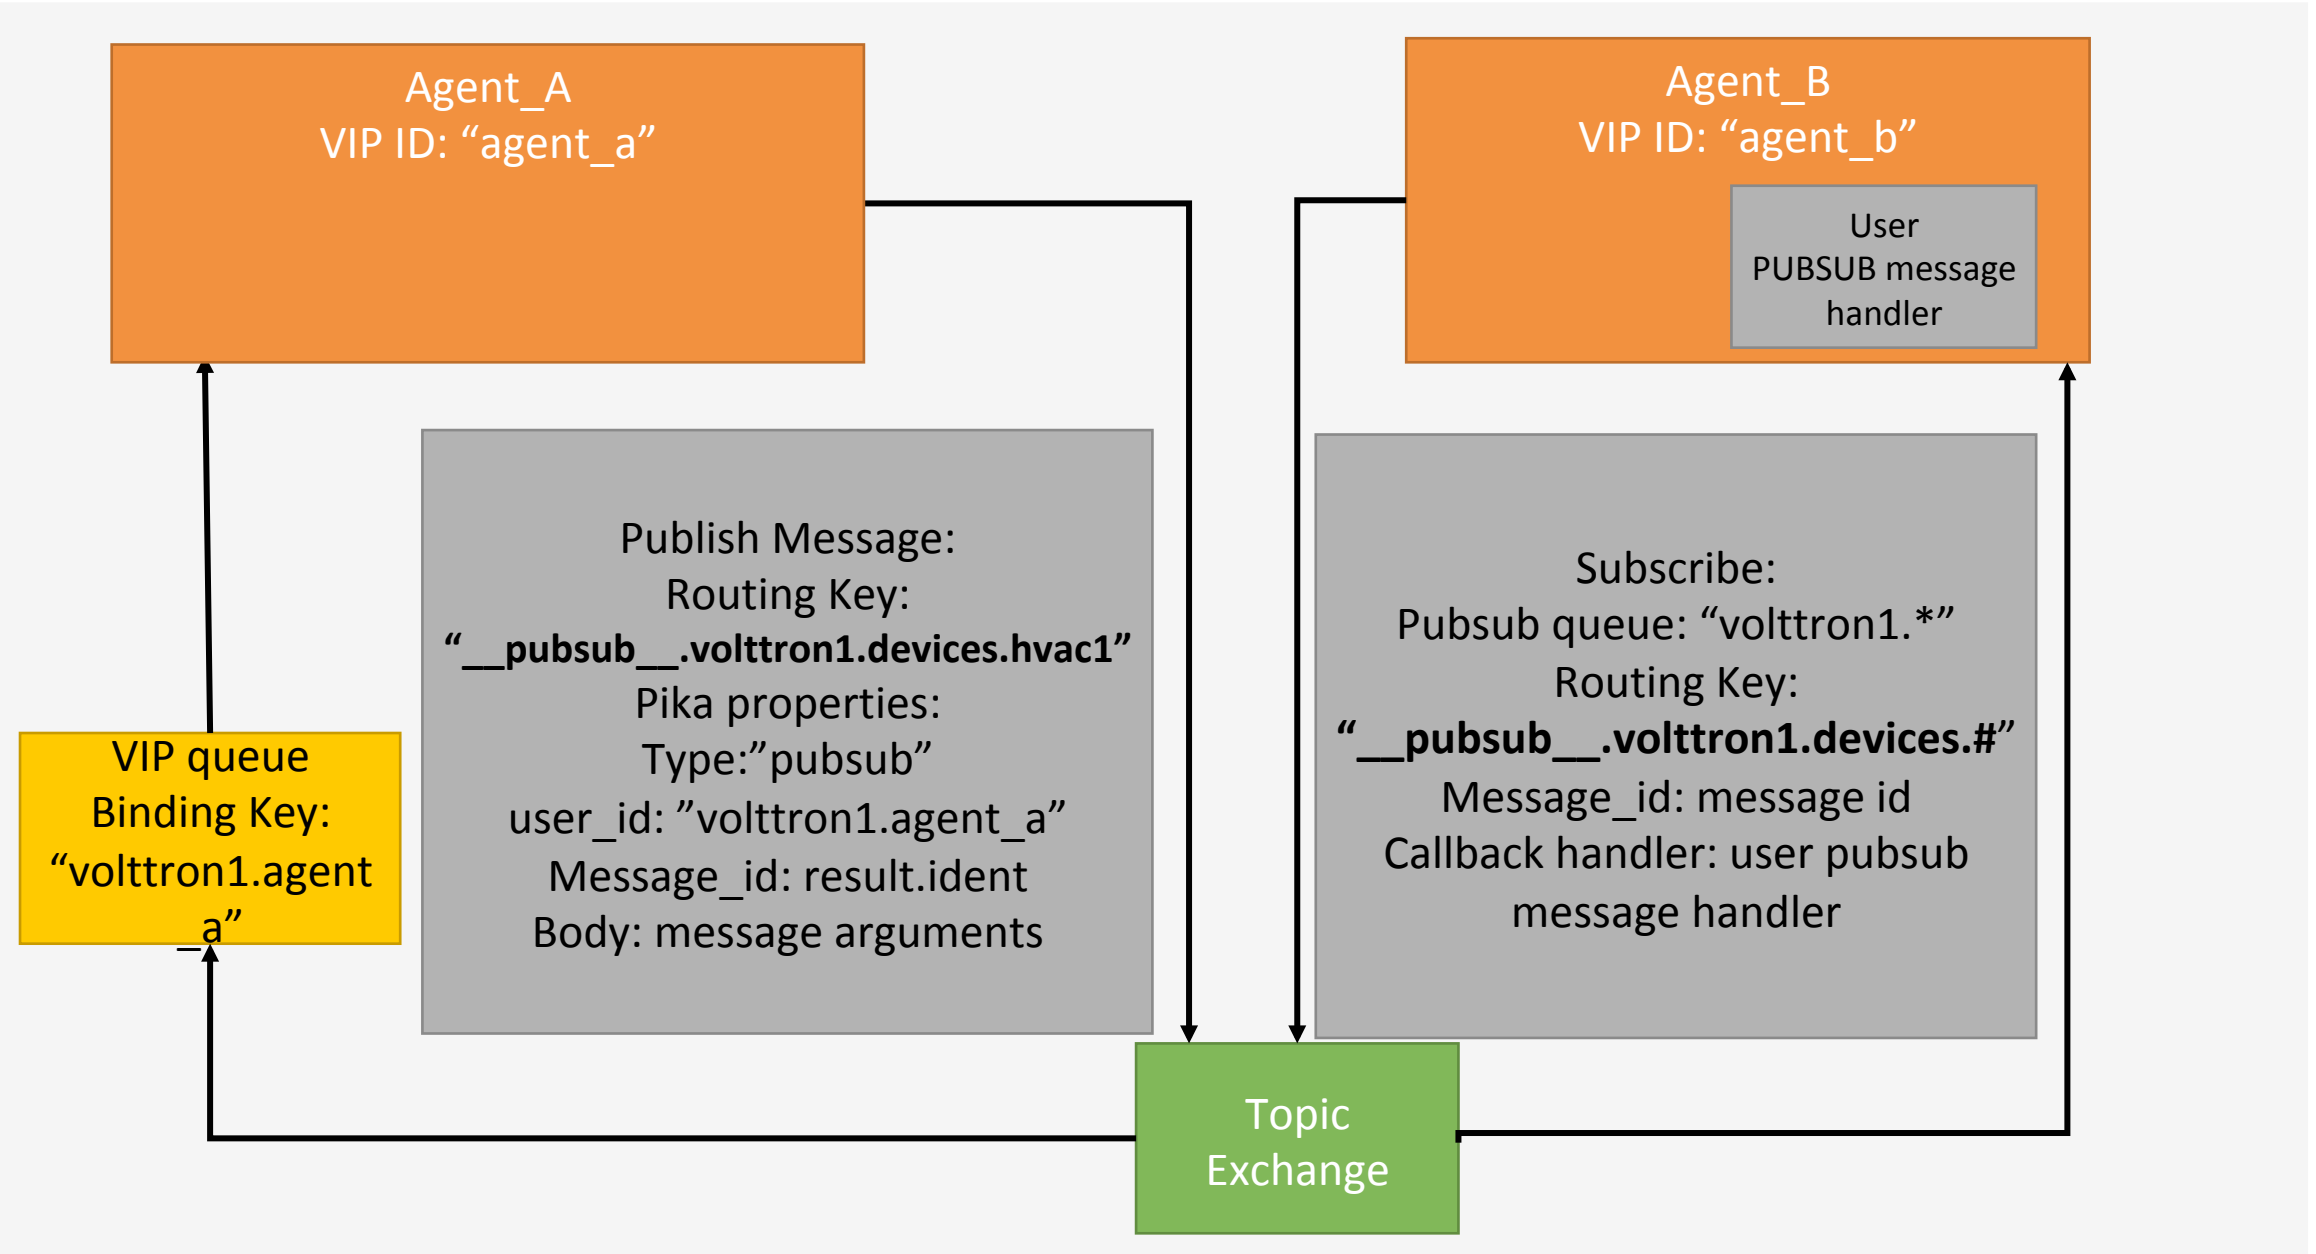 Agent_A
VIP ID: “agent_a”
Agent_B
VIP ID: “agent_b”
User
PUBSUB message
handler
Publish Message:
Routing Key:
“__pubsub__.volttron1.devices.hvac1”
Pika properties:
Type:”pubsub”
user_id: ”volttron1.agent_a”
Message_id: result.ident
Body: message arguments
Subscribe:
Pubsub queue: “volttron1.*”
Routing Key:
“__pubsub__.volttron1.devices.#”
Message_id: message id
Callback handler: user pubsub
message handler
VIP queue
Binding Key:
“volttron1.agent
_a”
Topic
Exchange